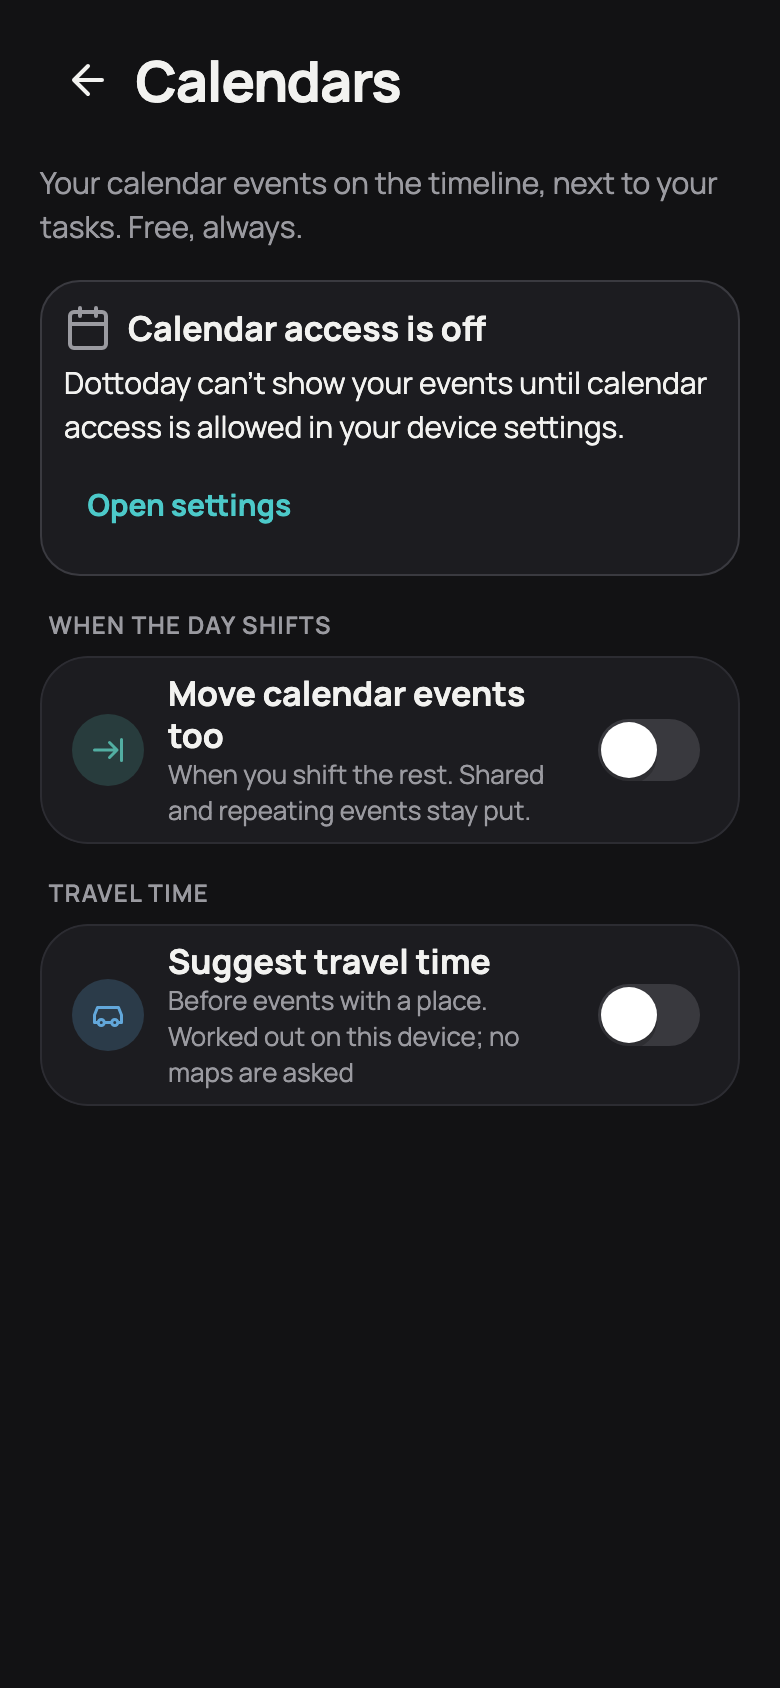 Calendars
Your calendar events on the timeline, next to your
tasks. Free, always.
Calendar access is off
Dottoday can’t show your events until calendar
access is allowed in your device settings.
Open settings
WHEN THE DAY SHIFTS
Move calendar events
too
When you shift the rest. Shared
and repeating events stay put.
TRAVEL TIME
Suggest travel time
Before events with a place.
Worked out on this device; no
maps are asked